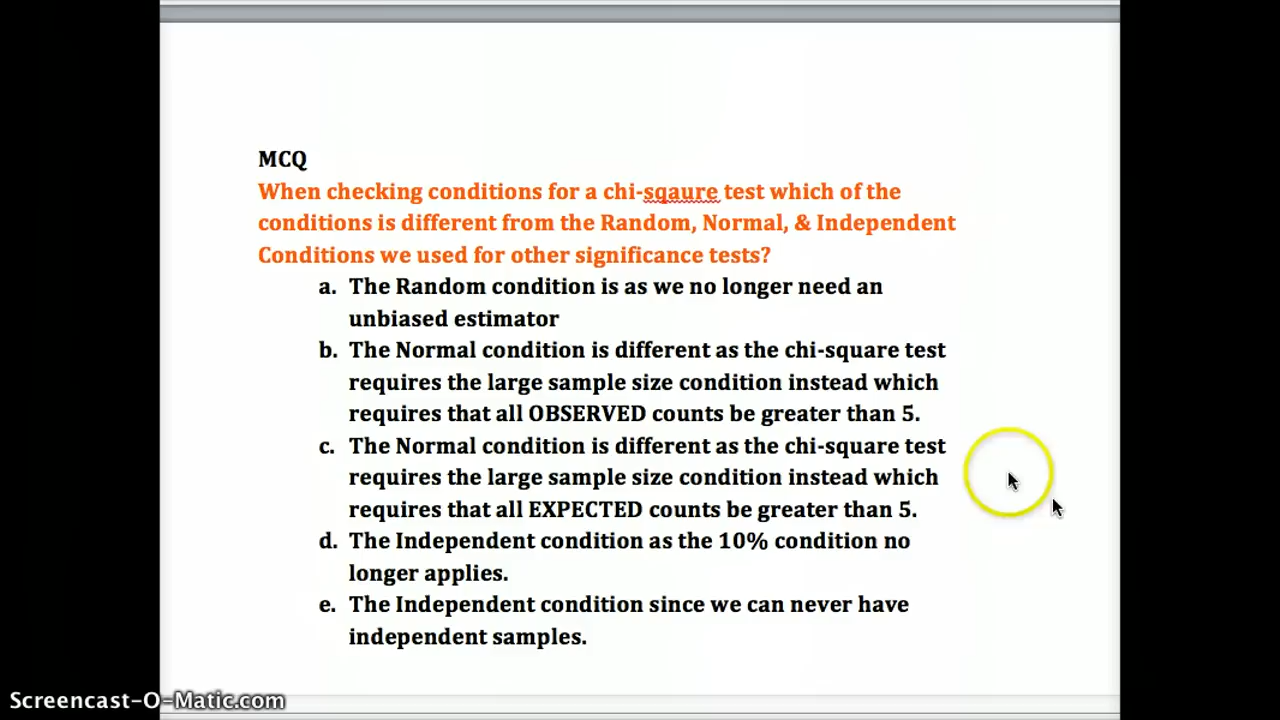 MCQ
When checking conditions for a chi-sqaure test which of the
conditions is different from the Random, Normal, & Independent
Conditions we used for other significance tests?
a. The Random condition is as we no longer need an
unbiased estimator
b. The Normal condition is different as the chi-square test
requires the large sample size condition instead which
requires that all OBSERVED counts be greater than 5.
c. The Normal condition is different as the chi-square test
requires the large sample size condition instead which
requires that all EXPECTED counts be greater than 5.
d. The Independent condition as the 10% condition no
longer applies.
e. The Independent condition since we can never have
independent samples.
Screencast-O-Matic.com